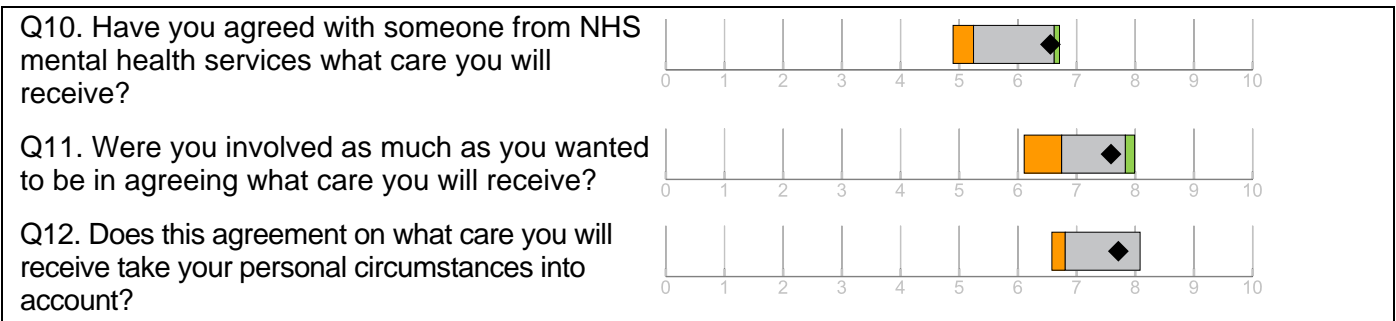 Q10. Have you agreed with someone from NHS
mental health services what care you will
receive?
0 1 2 3 4 5 6 7 8 9 10
Q11. Were you involved as much as you wanted
to be in agreeing what care you will receive?
0 1 2 3 4 5 6 7 8 9 10
Q12. Does this agreement on what care you will
receive take your personal circumstances into
account?
0 1 2 3 4 5 6 7 8 9 10